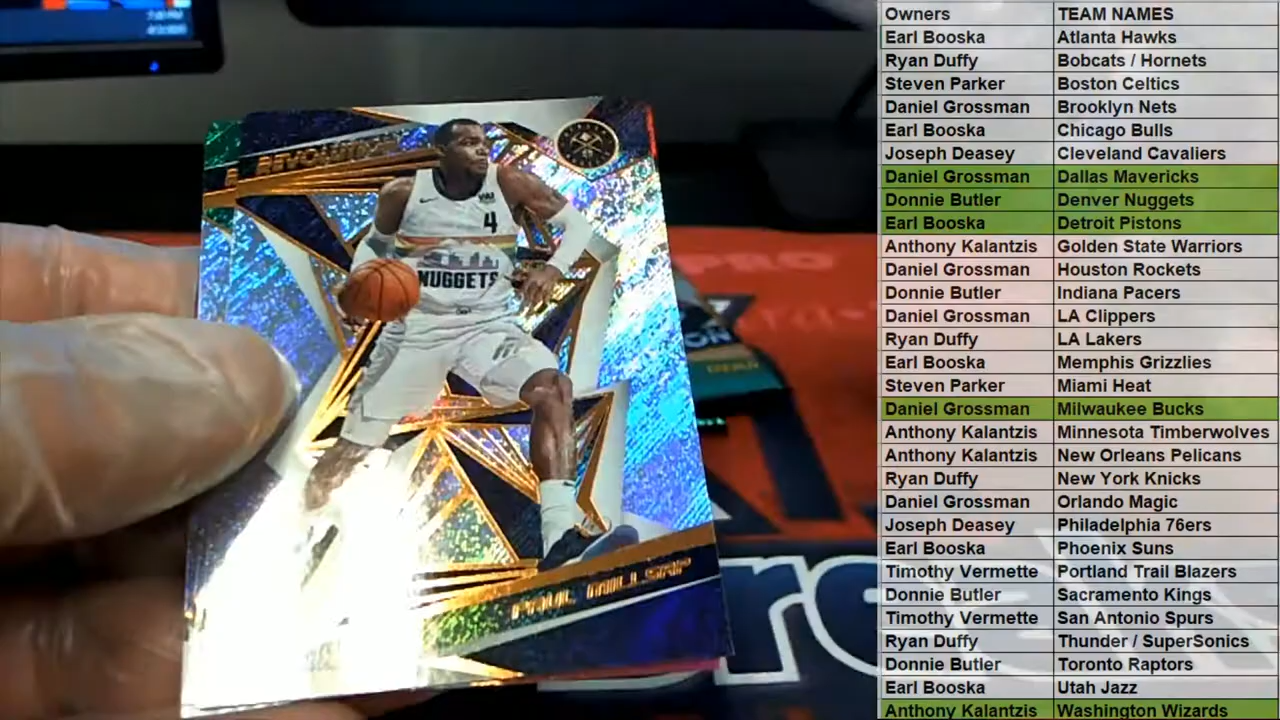 REVOLUTION
4
NUGGETS
PAUL MILLSAP
PRO
Owners TEAM NAMES
Earl Booska Atlanta Hawks
Ryan Duffy Bobcats / Hornets
Steven Parker Boston Celtics
Daniel Grossman Brooklyn Nets
Earl Booska Chicago Bulls
Joseph Deasey Cleveland Cavaliers
Daniel Grossman Dallas Mavericks
Donnie Butler Denver Nuggets
Earl Booska Detroit Pistons
Anthony Kalantzis Golden State Warriors
Daniel Grossman Houston Rockets
Donnie Butler Indiana Pacers
Daniel Grossman LA Clippers
Ryan Duffy LA Lakers
Earl Booska Memphis Grizzlies
Steven Parker Miami Heat
Daniel Grossman Milwaukee Bucks
Anthony Kalantzis Minnesota Timberwolves
Anthony Kalantzis New Orleans Pelicans
Ryan Duffy New York Knicks
Daniel Grossman Orlando Magic
Joseph Deasey Philadelphia 76ers
Earl Booska Phoenix Suns
Timothy Vermette Portland Trail Blazers
Donnie Butler Sacramento Kings
Timothy Vermette San Antonio Spurs
Ryan Duffy Thunder / SuperSonics
Donnie Butler Toronto Raptors
Earl Booska Utah Jazz
Anthony Kalantzis Washington Wizards